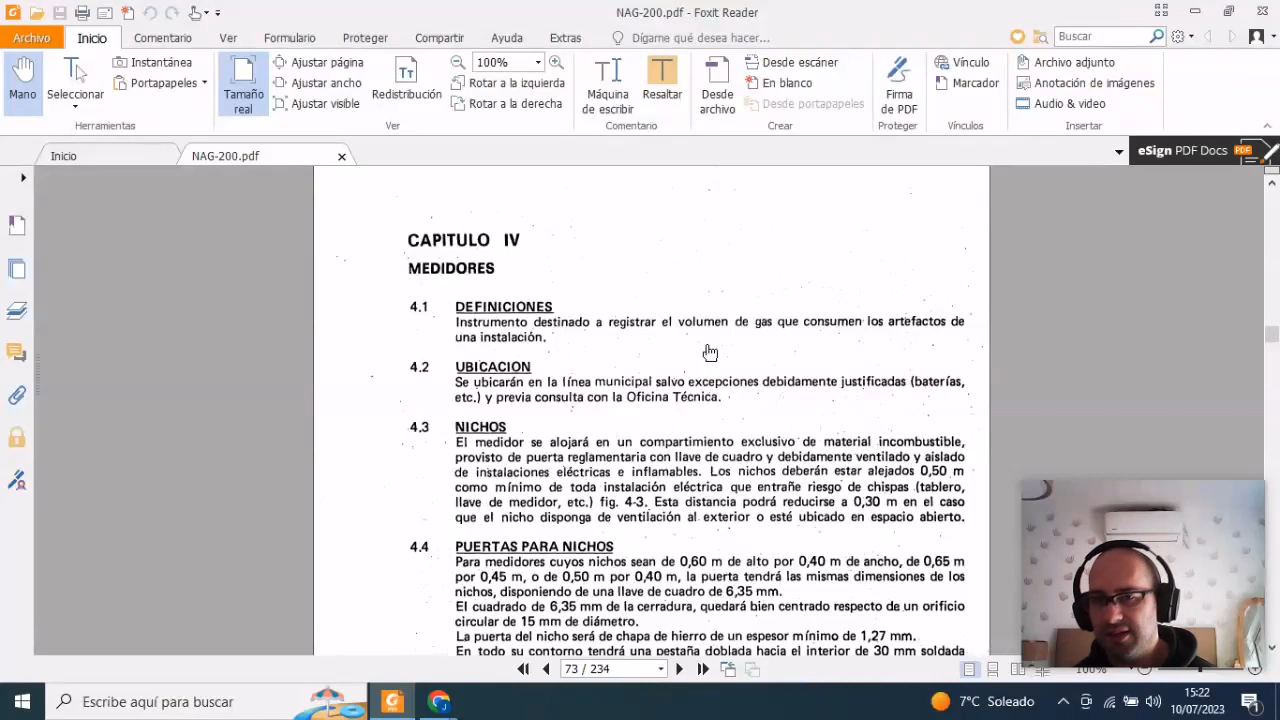 NAG-200.pdf - Foxit Reader
Archivo
Inicio
Comentario
Ver
Formulario
Proteger
Compartir
Ayuda
Extras
Dígame qué desea hacer...
Buscar
Mano
Seleccionar
Instantánea
Portapapeles
Herramientas
Tamaño real
Ajustar página
Ajustar ancho
Ajustar visible
Redistribución
100%
Rotar a la izquierda
Rotar a la derecha
Ver
Máquina de escribir
Resaltar
Comentario
Desde archivo
Desde escáner
En blanco
Desde portapapeles
Crear
Firma de PDF
Proteger
Vínculo
Marcador
Vínculos
Archivo adjunto
Anotación de imágenes
Audio & video
Insertar
Inicio
NAG-200.pdf
eSign PDF Docs
CAPITULO IV
MEDIDORES
4.1 DEFINICIONES
Instrumento destinado a registrar el volumen de gas que consumen los artefactos de
una instalación.
4.2 UBICACION
Se ubicarán en la línea municipal salvo excepciones debidamente justificadas (baterías,
etc.) y previa consulta con la Oficina Técnica.
4.3 NICHOS
El medidor se alojará en un compartimiento exclusivo de material incombustible,
provisto de puerta reglamentaria con llave de cuadro y debidamente ventilado y aislado
de instalaciones eléctricas e inflamables. Los nichos deberán estar alejados 0,50 m
como mínimo de toda instalación eléctrica que entrañe riesgo de chispas (tablero,
llave de medidor, etc.) fig. 4-3. Esta distancia podrá reducirse a 0,30 m en el caso
que el nicho disponga de ventilación al exterior o esté ubicado en espacio abierto.
4.4 PUERTAS PARA NICHOS
Para medidores cuyos nichos sean de 0,60 m de alto por 0,40 m de ancho, de 0,65 m
por 0,45 m, o de 0,50 m por 0,40 m, la puerta tendrá las mismas dimensiones de los
nichos, disponiendo de una llave de cuadro de 6,35 mm.
El cuadrado de 6,35 mm de la cerradura, quedará bien centrado respecto de un orificio
circular de 15 mm de diámetro.
La puerta del nicho será de chapa de hierro de un espesor mínimo de 1,27 mm.
En todo su contorno tendrá una pestaña doblada hacia el interior de 30 mm soldada
73 / 234
100%
Escribe aquí para buscar
7°C Soleado
15:22
10/07/2023